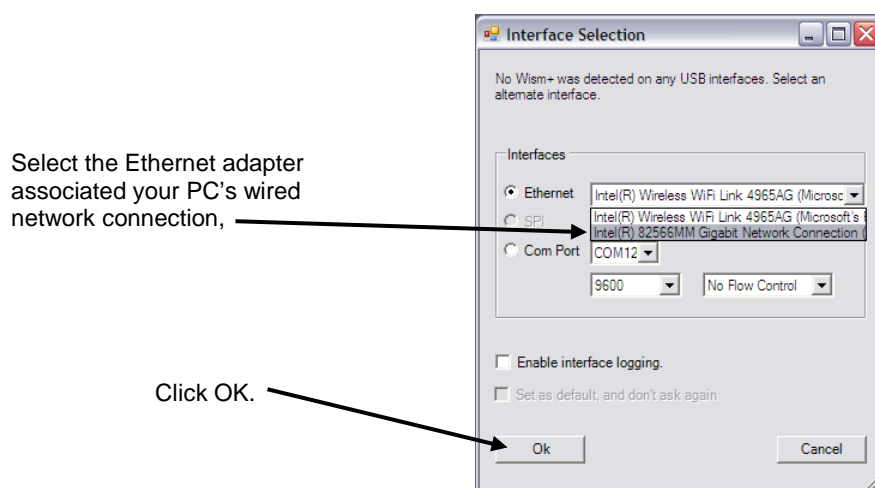 Interface Selection
No Wism+ was detected on any USB interfaces. Select an
alternate interface.
Select the Ethernet adapter
associated your PC's wired
network connection,
Interfaces
Ethernet
Intel(R) Wireless WiFi Link 4965AG (Microsc
SPI
Intel(R) Wireless WiFi Link 4965AG (Microsoft's
Intel(R) 82566MM Gigabit Network Connection (
Com Port
COM12
9600
No Flow Control
Enable interface logging.
Click OK.
Set as default, and don't ask again
Ok
Cancel